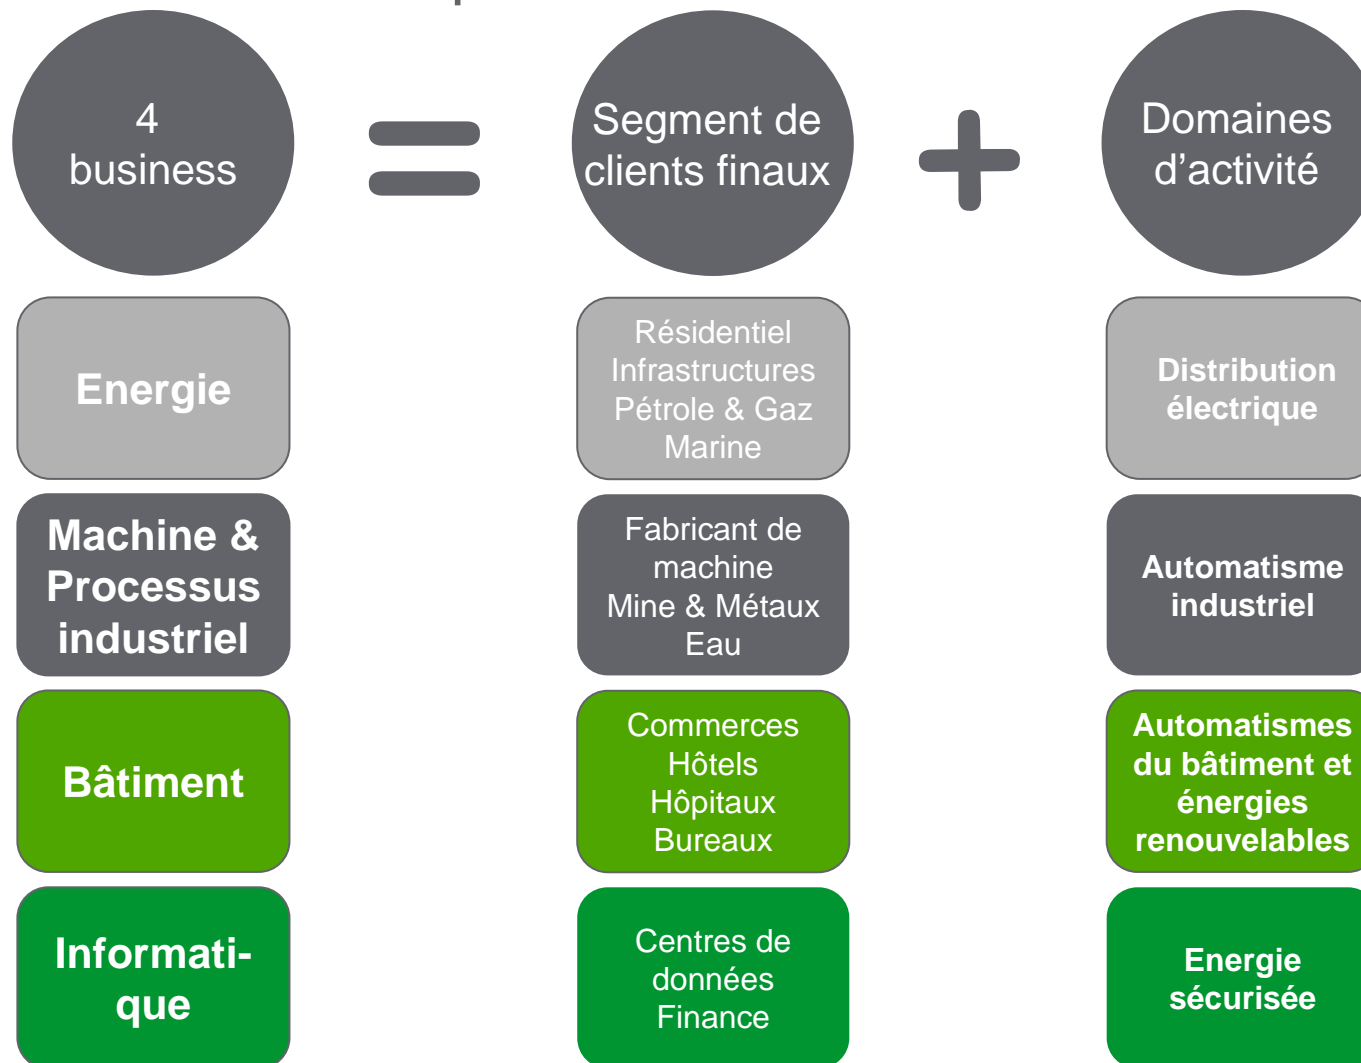 4
business
=
Segment de
clients finaux
+
Domaines
d’activité
Energie
Résidentiel
Infrastructures
Pétrole & Gaz
Marine
Distribution
électrique
Machine &
Processus
industriel
Fabricant de
machine
Mine & Métaux
Eau
Automatisme
industriel
Bâtiment
Commerces
Hôtels
Hôpitaux
Bureaux
Automatismes
du bâtiment et
énergies
renouvelables
Informati-
que
Centres de
données
Finance
Energie
sécurisée